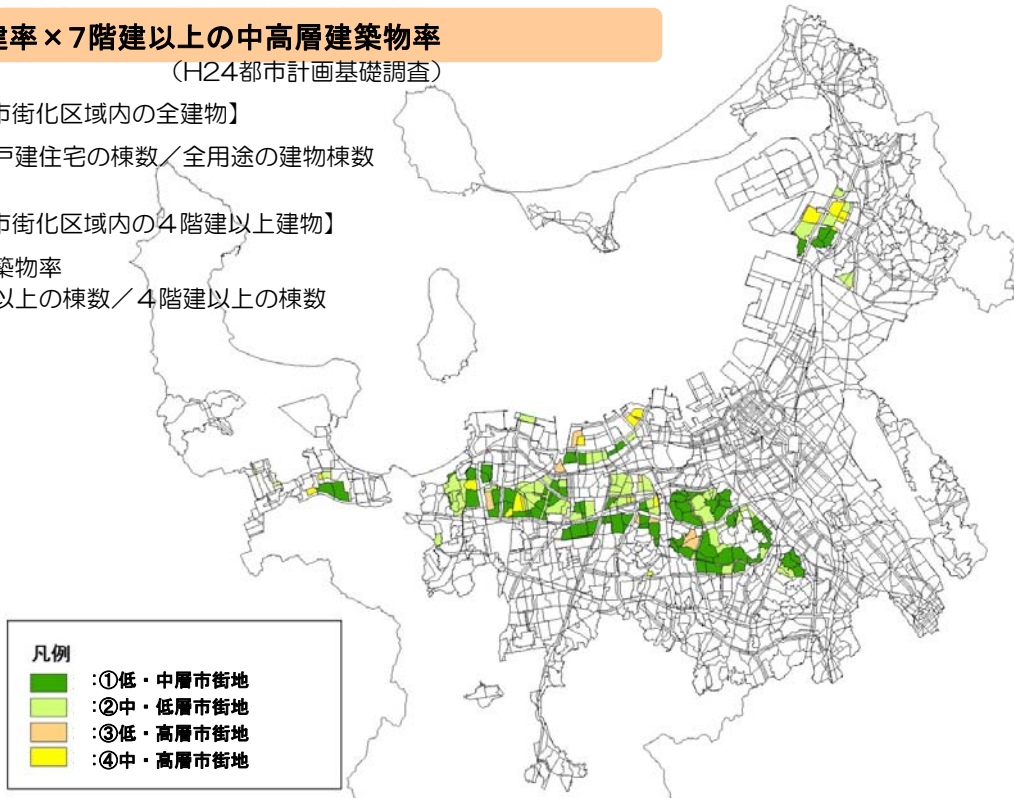 建率×7階建以上の中高層建築物率
（H24都市計画基礎調査）
市街化区域内の全建物】
戸建住宅の棟数／全用途の建物棟数
市街化区域内の４階建以上建物】
築物率
以上の棟数／４階建以上の棟数
凡例
:①低・中層市街地
:②中・低層市街地
:③低・高層市街地
:④中・高層市街地